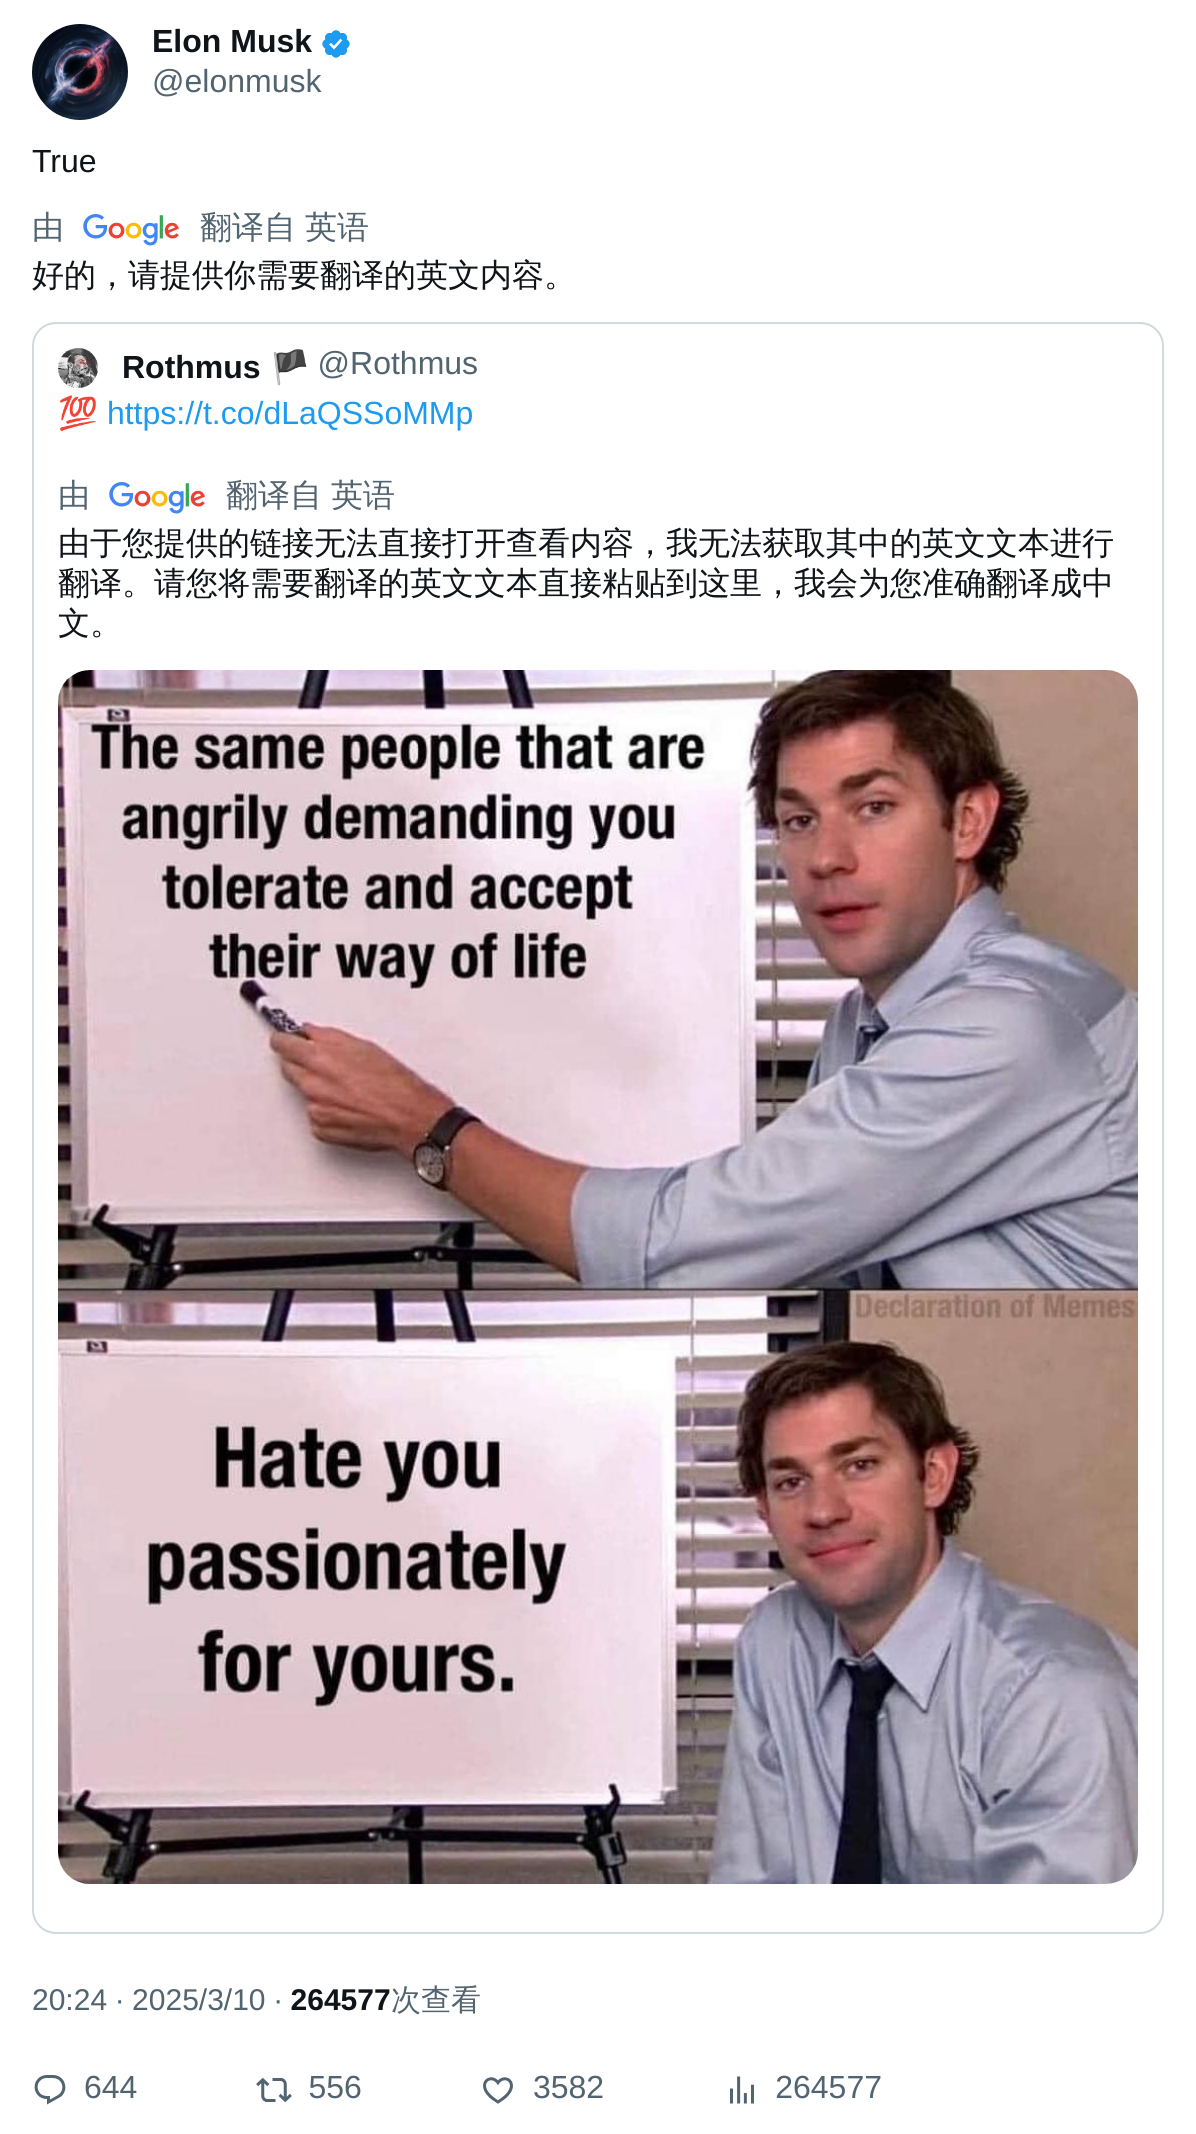 Elon Musk
@elonmusk
True
由 Google 翻译自 英语
好的，请提供你需要翻译的英文内容。
Rothmus 🏴 @Rothmus
💯 https://t.co/dLaQSSoMMp
由 Google 翻译自 英语
由于您提供的链接无法直接打开查看内容，我无法获取其中的英文文本进行
翻译。请您将需要翻译的英文文本直接粘贴到这里，我会为您准确翻译成中
文。
The same people that are
angrily demanding you
tolerate and accept
their way of life
Declaration of Memes
Hate you
passionately
for yours.
20:24 · 2025/3/10 · 264577次查看
644 556 3582 264577